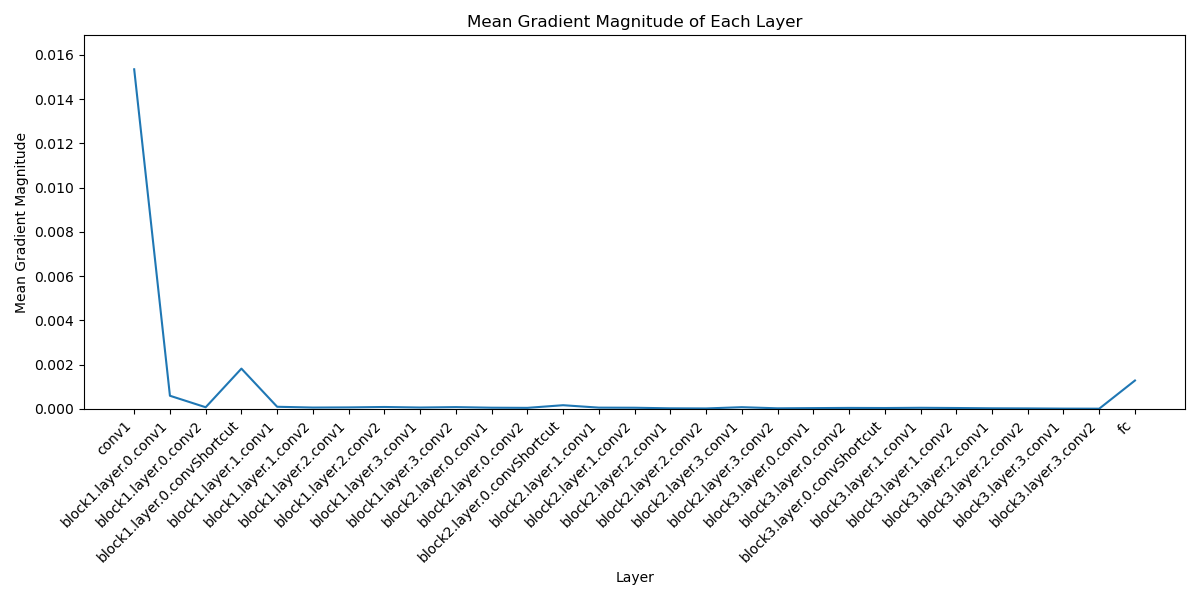 Mean Gradient Magnitude of Each Layer
0.016
0.014
0.012
0.010
0.008
0.006
0.004
0.002
0.000
Mean Gradient Magnitude
conv1
block1.layer.0.conv1
block1.layer.0.conv2
block1.layer.0.convShortcut
block1.layer.1.conv1
block1.layer.1.conv2
block1.layer.2.conv1
block1.layer.2.conv2
block1.layer.3.conv1
block1.layer.3.conv2
block2.layer.0.conv1
block2.layer.0.conv2
block2.layer.0.convShortcut
block2.layer.1.conv1
block2.layer.1.conv2
block2.layer.2.conv1
block2.layer.2.conv2
block2.layer.3.conv1
block2.layer.3.conv2
block3.layer.0.conv1
block3.layer.0.conv2
block3.layer.0.convShortcut
block3.layer.1.conv1
block3.layer.1.conv2
block3.layer.2.conv1
block3.layer.2.conv2
block3.layer.3.conv1
block3.layer.3.conv2
fc
Layer